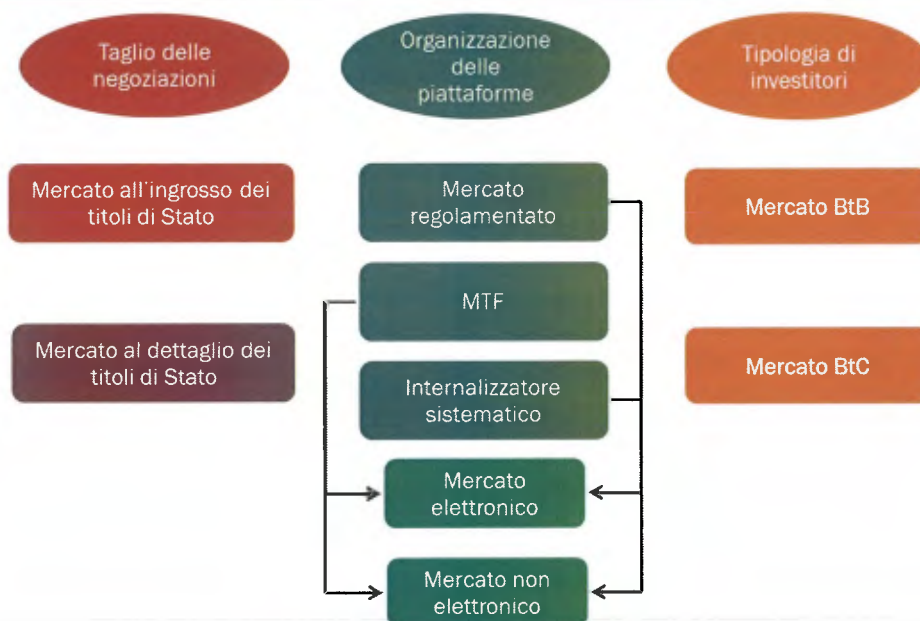 Taglio delle
negoziazioni
Organizzazione
delle
piattaforme
Tipologia di
investitori
Mercato all'ingrosso dei
titoli di Stato
Mercato
regolamentato
Mercato BtB
MTF
Mercato al dettaglio dei
titoli di Stato
Internalizzatore
sistematico
Mercato BtC
Mercato
elettronico
Mercato non
elettronico